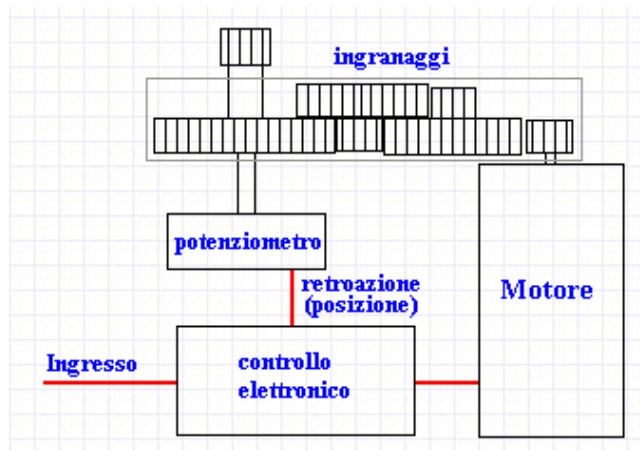 ingranaggi
potenziometro
retroazione
(posizione)
Motore
Ingresso
controllo
elettronico